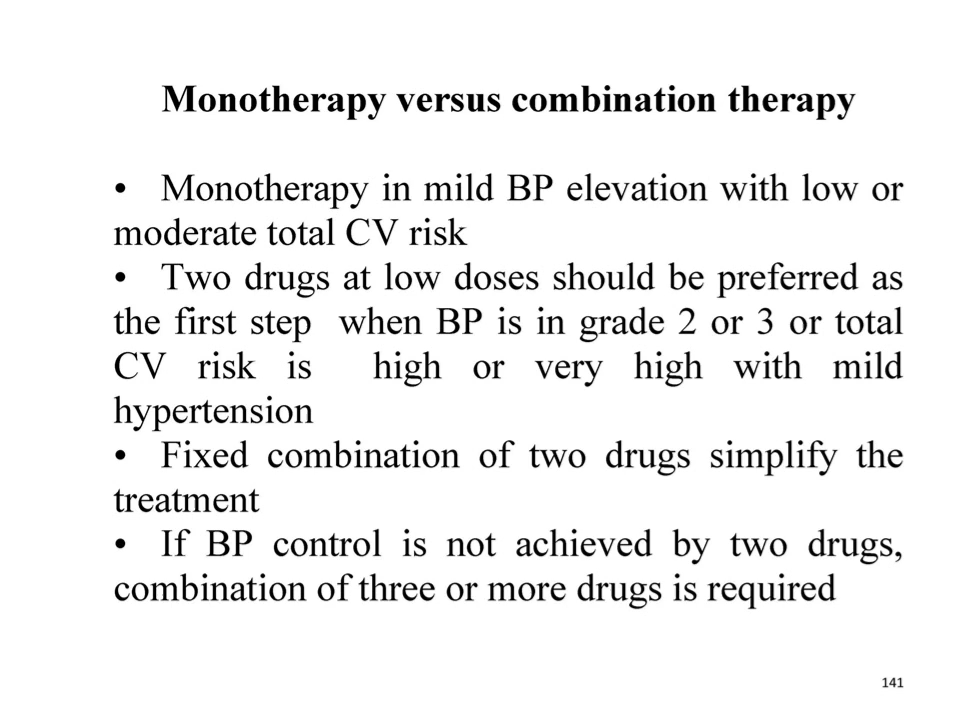 Monotherapy versus combination therapy
• Monotherapy in mild BP elevation with low or
moderate total CV risk
• Two drugs at low doses should be preferred as
the first step when BP is in grade 2 or 3 or total
CV risk is high or very high with mild
hypertension
• Fixed combination of two drugs simplify the
treatment
• If BP control is not achieved by two drugs,
combination of three or more drugs is required
141